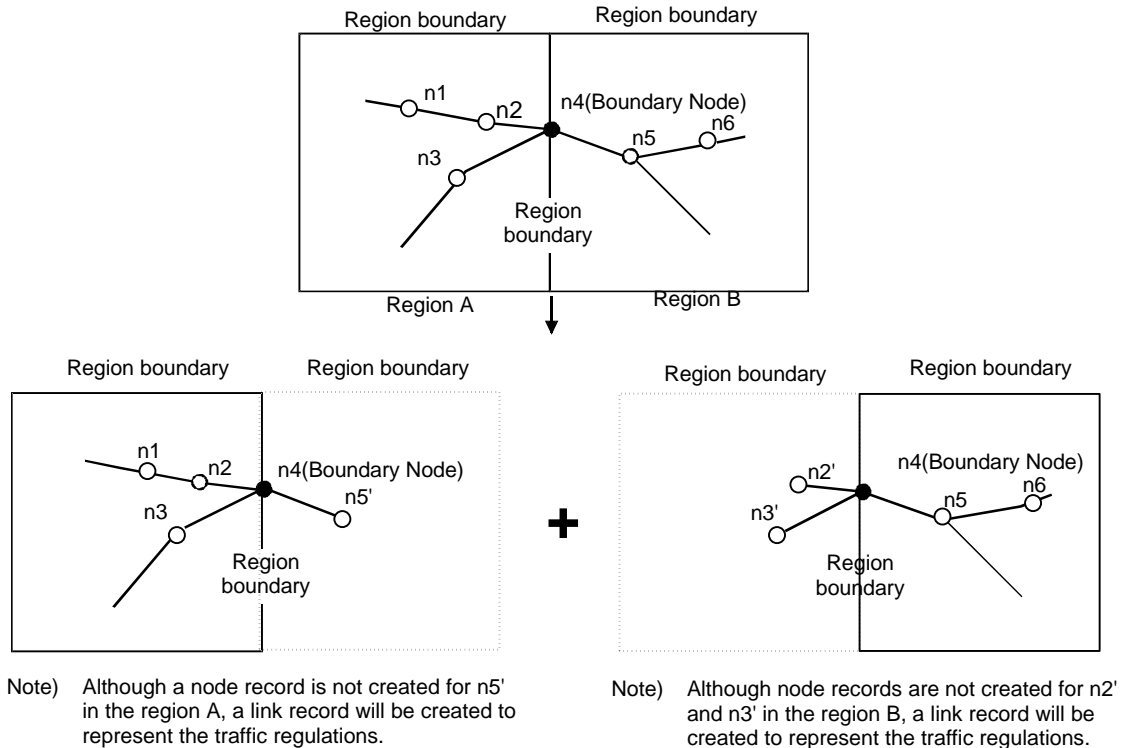 Region boundary
Region boundary
n1
n2
n4(Boundary Node)
n6
n5
n3
Region
boundary
Region A
Region B
Region boundary
Region boundary
n1
n2
n4(Boundary Node)
n5'
n3
Region
boundary
+
Region boundary
Region boundary
n2'
n4(Boundary Node)
n6
n5
n3'
Region
boundary
Note) Although a node record is not created for n5'
in the region A, a link record will be created to
represent the traffic regulations.
Note) Although node records are not created for n2'
and n3' in the region B, a link record will be
created to represent the traffic regulations.